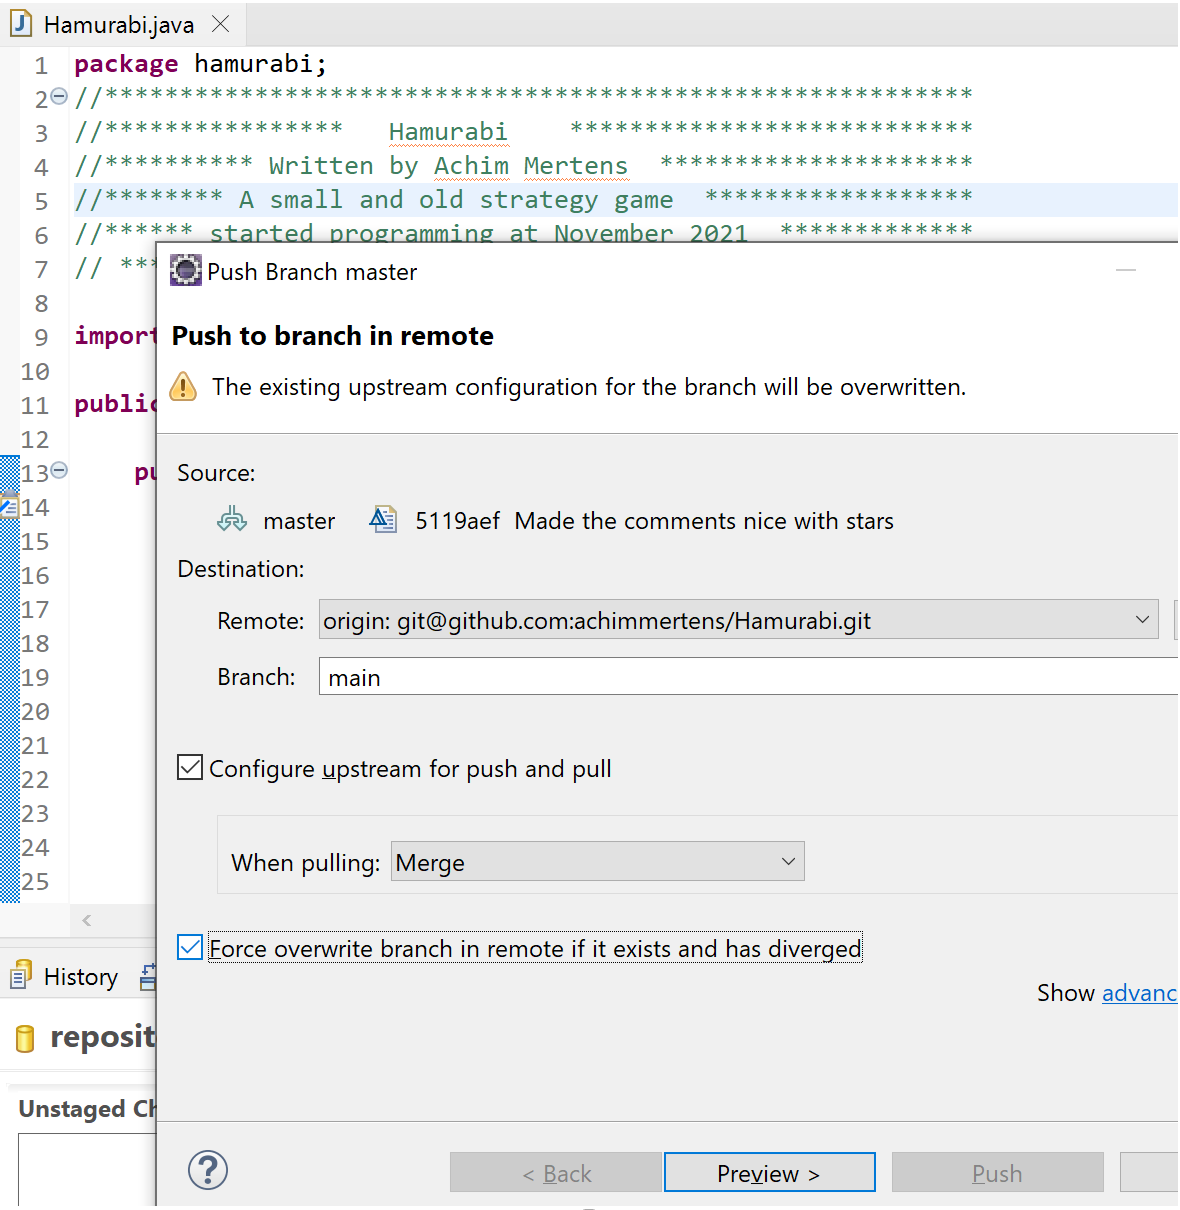 Hamurabi.java
1 package hamurabi;
2 //**********************************************************
3 //**************** Hamurabi ***************************
4 //********** Written by Achim Mertens *********************
5 //******** A small and old strategy game ******************
6 //****** started programming at November 2021 *************
7 // ***
8
9 import
10
11 public
12
13 pu
14
15
16
17
18
19
20
21
22
23
24
25
Push Branch master
Push to branch in remote
The existing upstream configuration for the branch will be overwritten.
Source:
master 5119aef Made the comments nice with stars
Destination:
Remote: origin: git@github.com:achimmertens/Hamurabi.git
Branch: main
Configure upstream for push and pull
When pulling: Merge
Force overwrite branch in remote if it exists and has diverged
Show advanc
< Back Preview > Push
History
reposit
Unstaged Ch